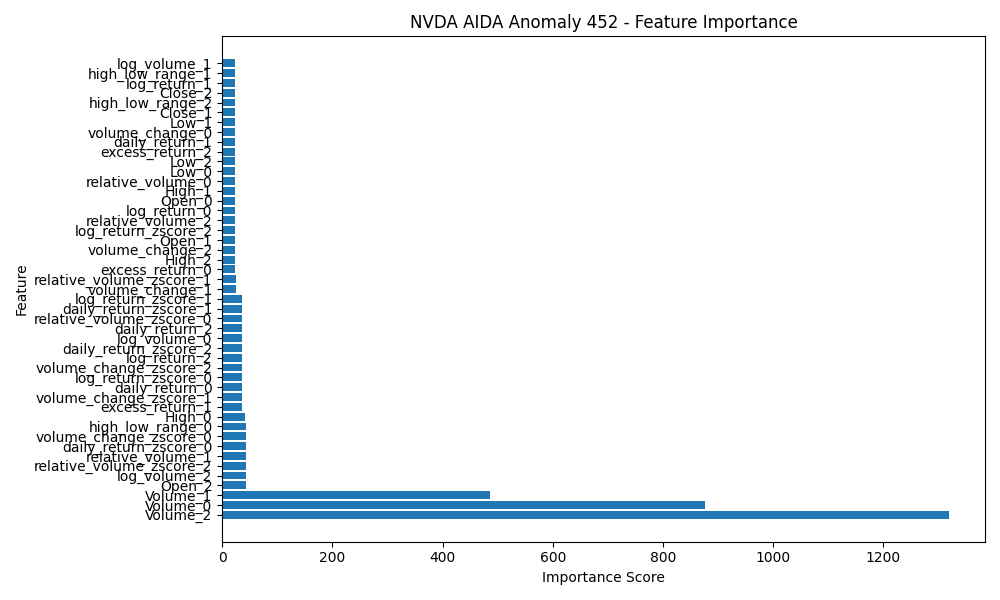 NVDA AIDA Anomaly 452 - Feature Importance
log_volume_1
high_low_range_1
log_return_1
Close_2
high_low_range_2
Close_1
Low_1
volume_change_0
daily_return_1
excess_return_2
Low_2
Low_0
relative_volume_0
High_1
Open_0
log_return_0
relative_volume_2
log_return_zscore_2
Open_1
volume_change_2
High_2
excess_return_0
relative_volume_zscore_1
volume_change_1
log_return_zscore_1
daily_return_zscore_1
relative_volume_zscore_0
daily_return_2
log_volume_0
daily_return_zscore_2
log_return_2
volume_change_zscore_2
log_return_zscore_0
daily_return_0
volume_change_zscore_1
excess_return_1
High_0
high_low_range_0
volume_change_zscore_0
daily_return_zscore_0
relative_volume_1
relative_volume_zscore_2
log_volume_2
Open_2
Volume_1
Volume_0
Volume_2
Feature
0 200 400 600 800 1000 1200
Importance Score